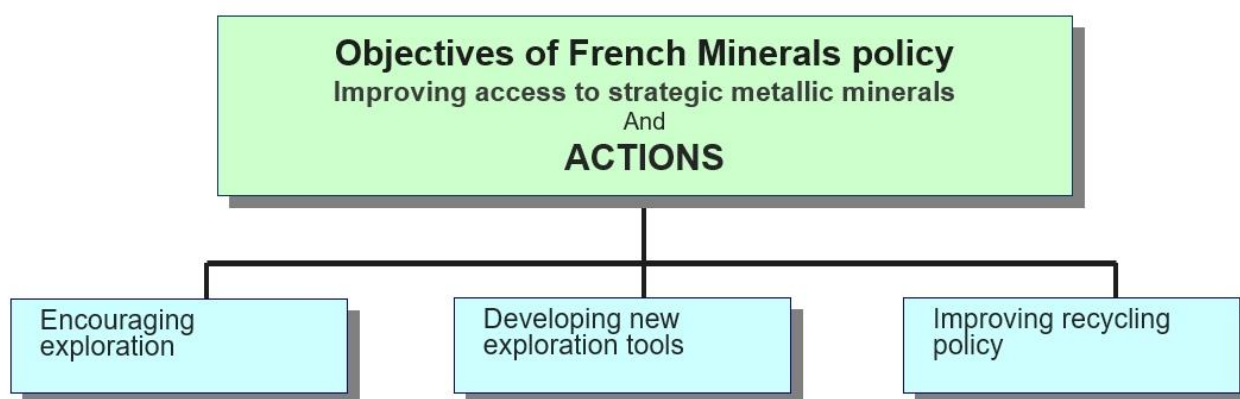 Objectives of French Minerals policy
Improving access to strategic metallic minerals
And
ACTIONS
Encouraging
exploration
Developing new
exploration tools
Improving recycling
policy